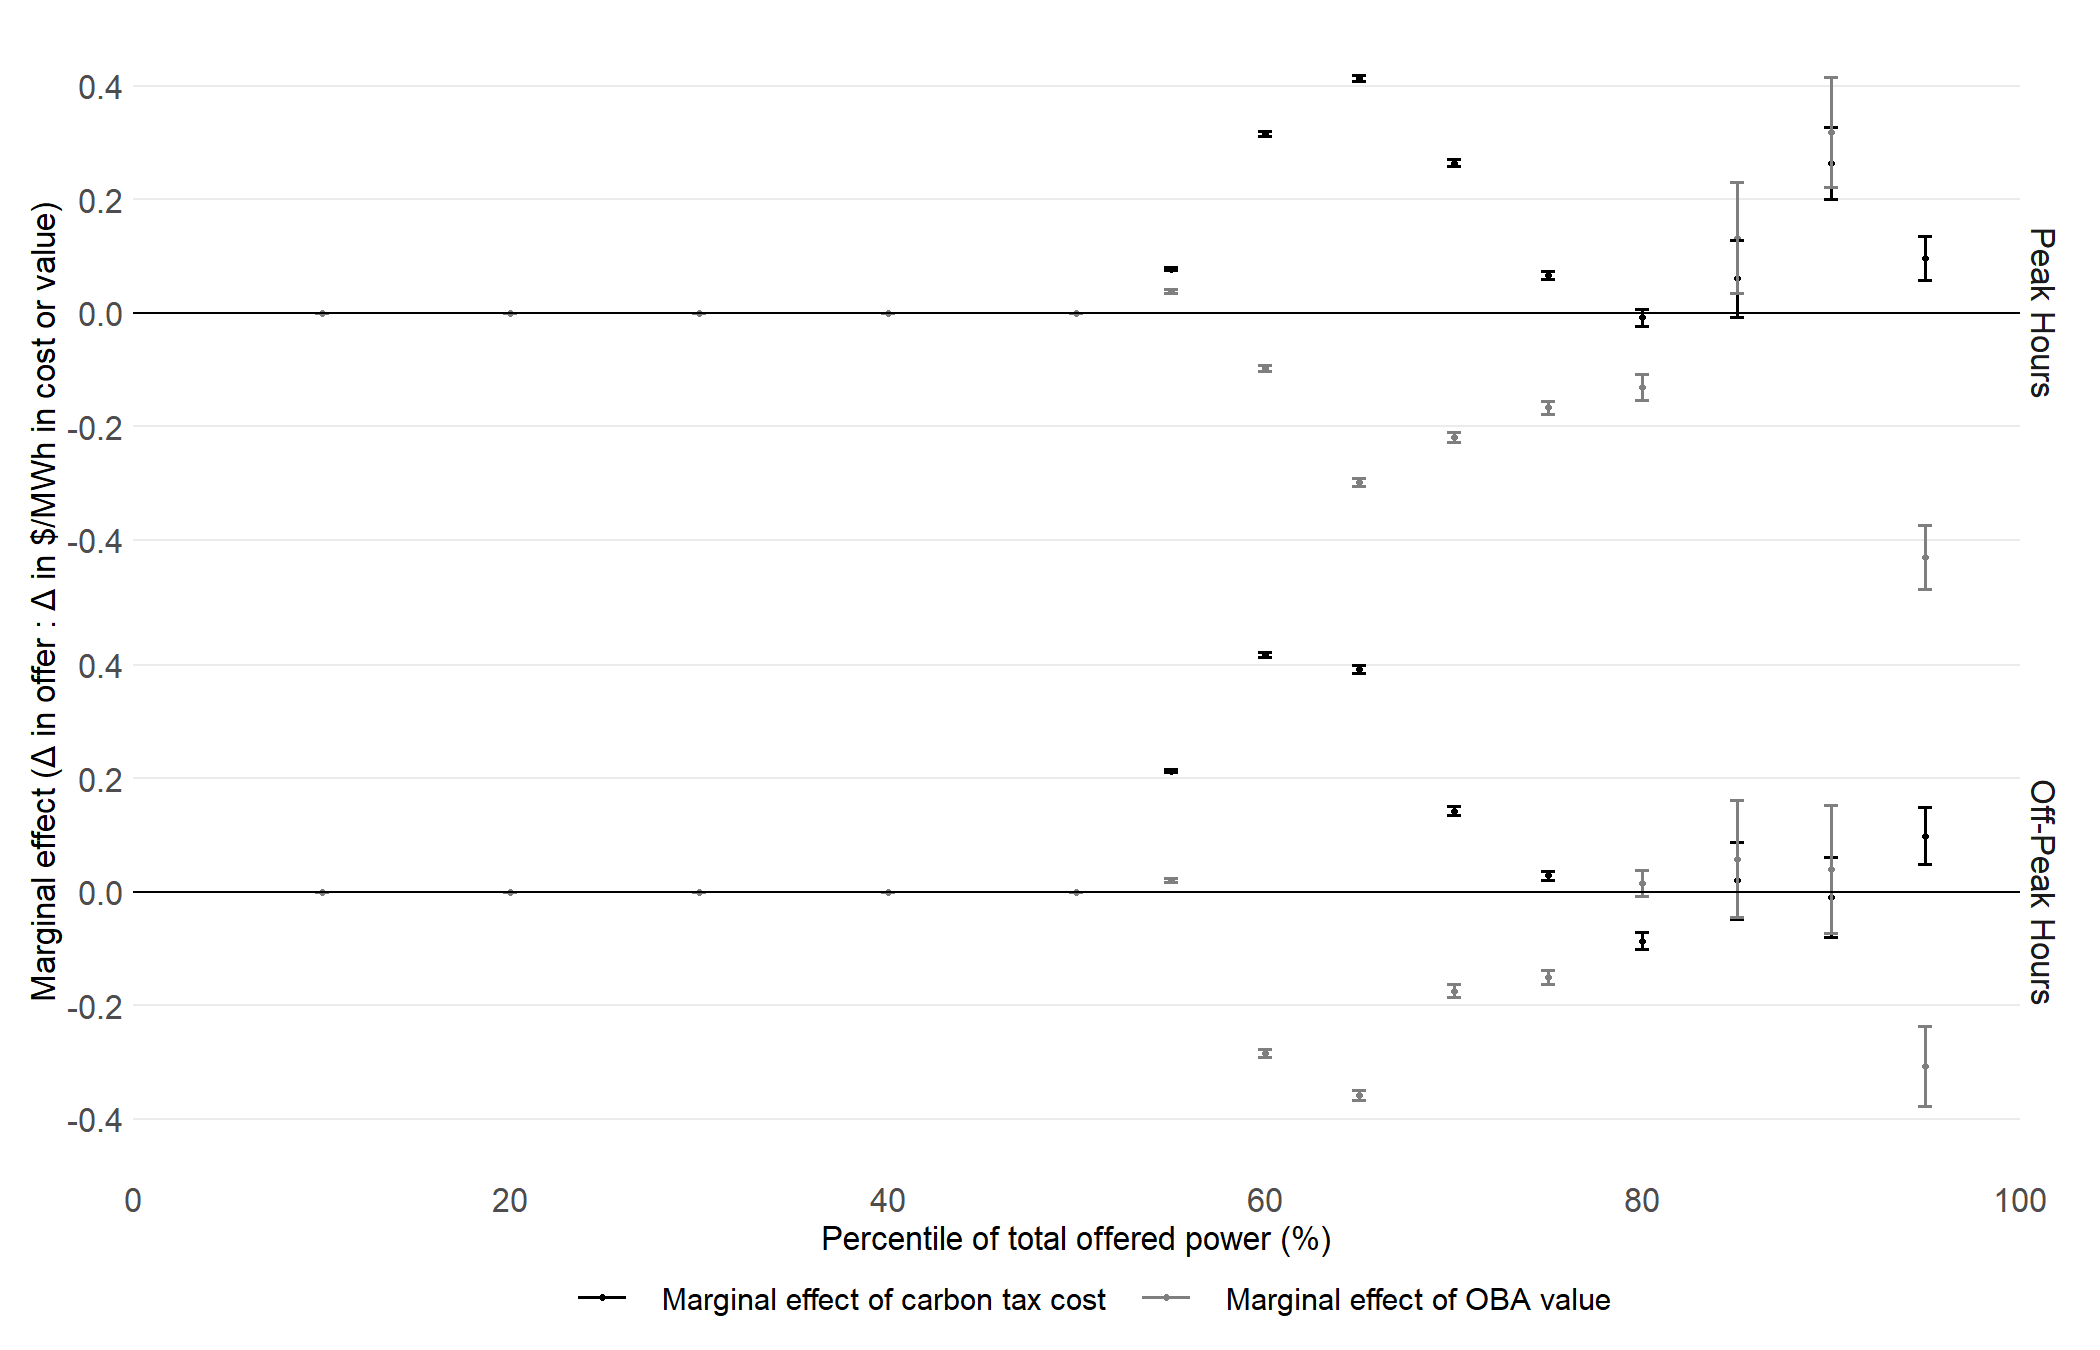 Marginal effect (Δ in offer : Δ in $/MWh in cost or value)
0.4
0.2
0.0
-0.2
-0.4
Peak Hours
0.4
0.2
0.0
-0.2
-0.4
Off-Peak Hours
0 20 40 60 80 100
Percentile of total offered power (%)
Marginal effect of carbon tax cost Marginal effect of OBA value